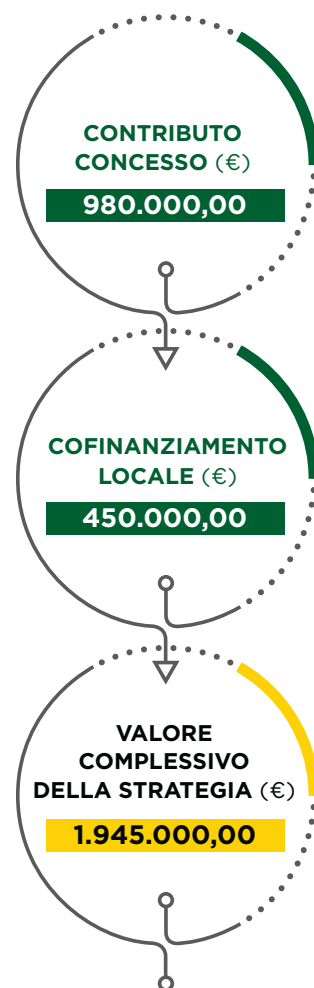 CONTRIBUTO
CONCESSO (€)
980.000,00
COFINANZIAMENTO
LOCALE (€)
450.000,00
VALORE
COMPLESSIVO
DELLA STRATEGIA (€)
1.945.000,00